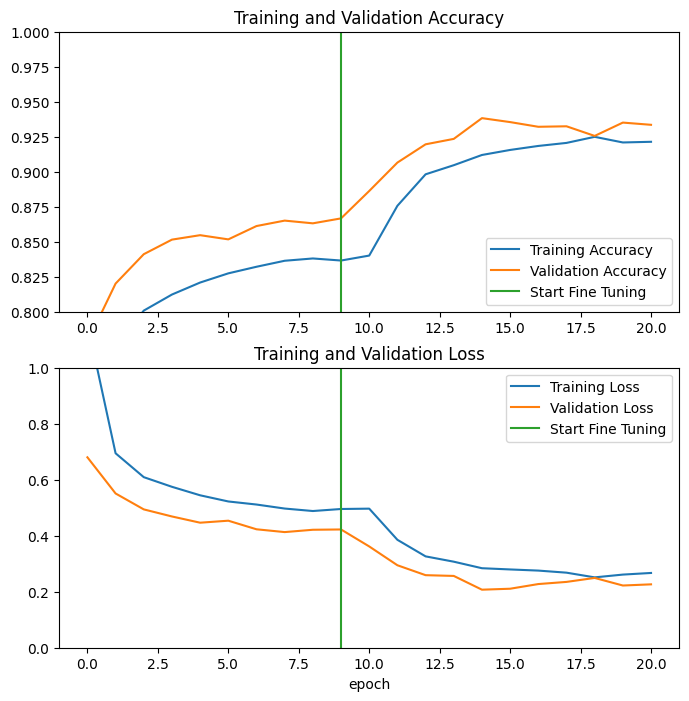 Training and Validation Accuracy
1.000
0.975
0.950
0.925
0.900
0.875
0.850
0.825
0.800
Training Accuracy
Validation Accuracy
Start Fine Tuning
0.0 2.5 5.0 7.5 10.0 12.5 15.0 17.5 20.0
Training and Validation Loss
1.0
0.8
0.6
0.4
0.2
0.0
Training Loss
Validation Loss
Start Fine Tuning
0.0 2.5 5.0 7.5 10.0 12.5 15.0 17.5 20.0
epoch